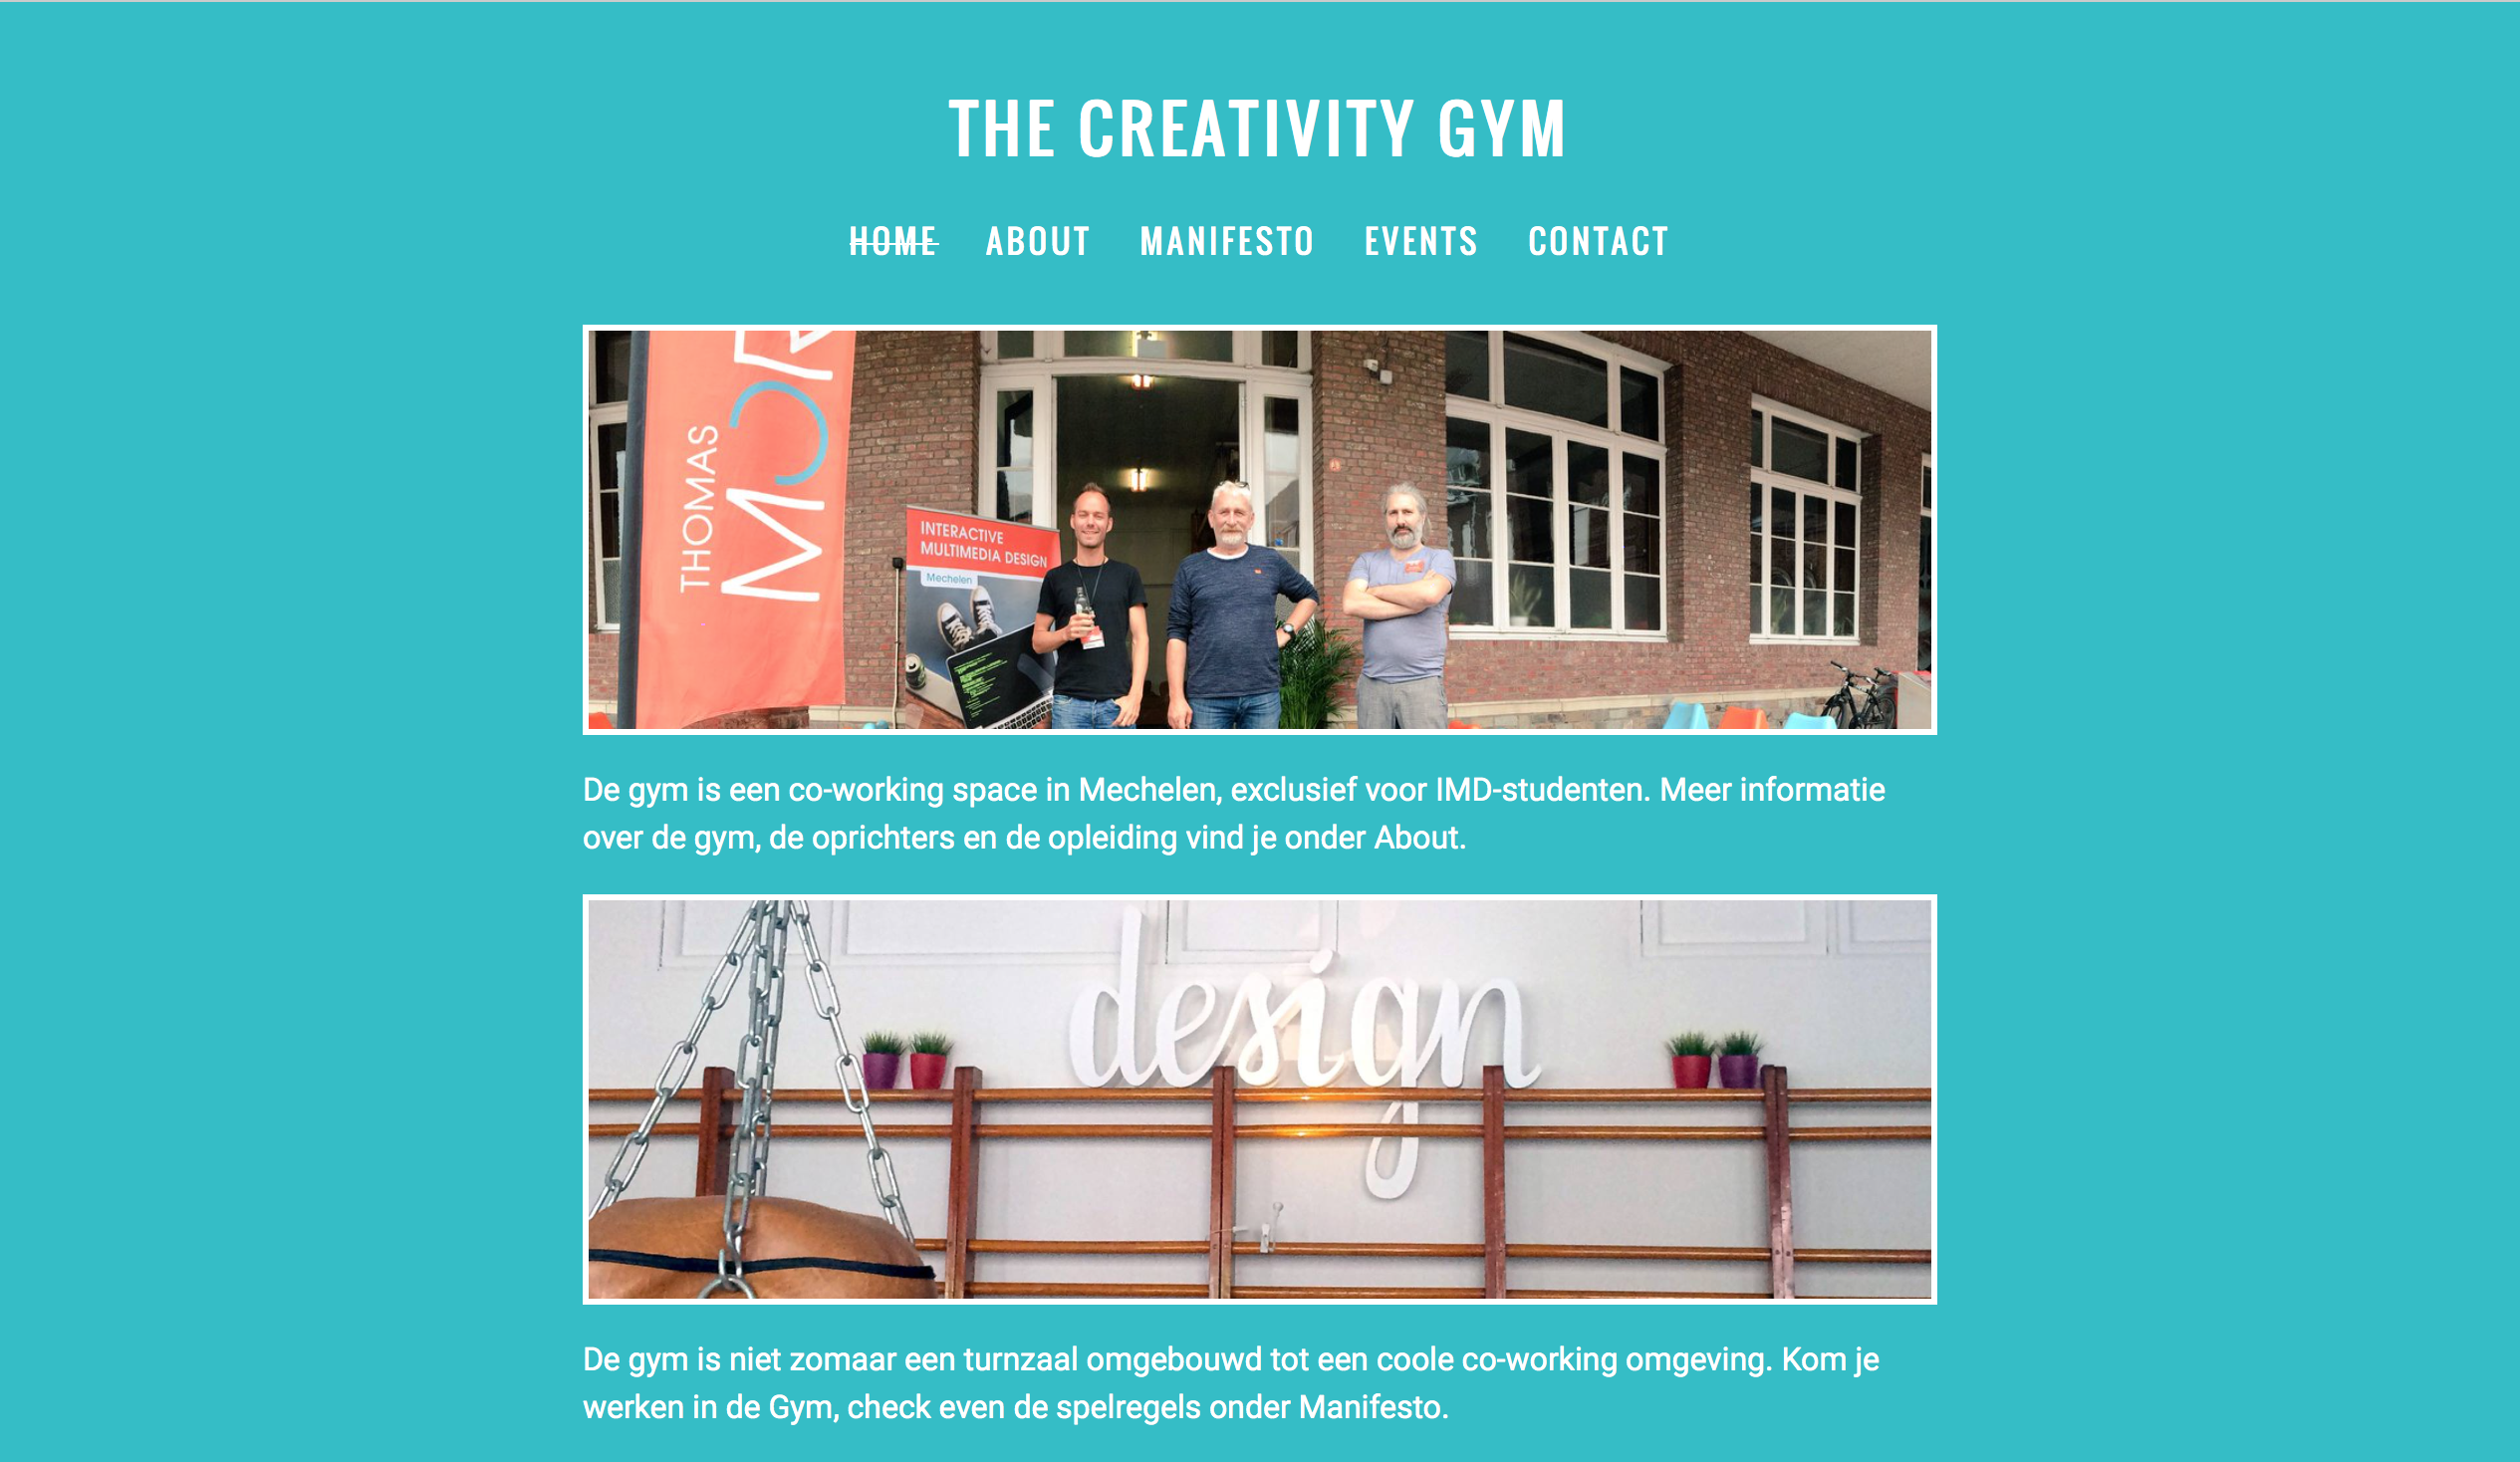 THE CREATIVITY GYM
HOME ABOUT MANIFESTO EVENTS CONTACT
THOMAS
MOR
INTERACTIVE
MULTIMEDIA DESIGN
Mechelen
De gym is een co-working space in Mechelen, exclusief voor IMD-studenten. Meer informatie
over de gym, de oprichters en de opleiding vind je onder About.
design
De gym is niet zomaar een turnzaal omgebouwd tot een coole co-working omgeving. Kom je
werken in de Gym, check even de spelregels onder Manifesto.